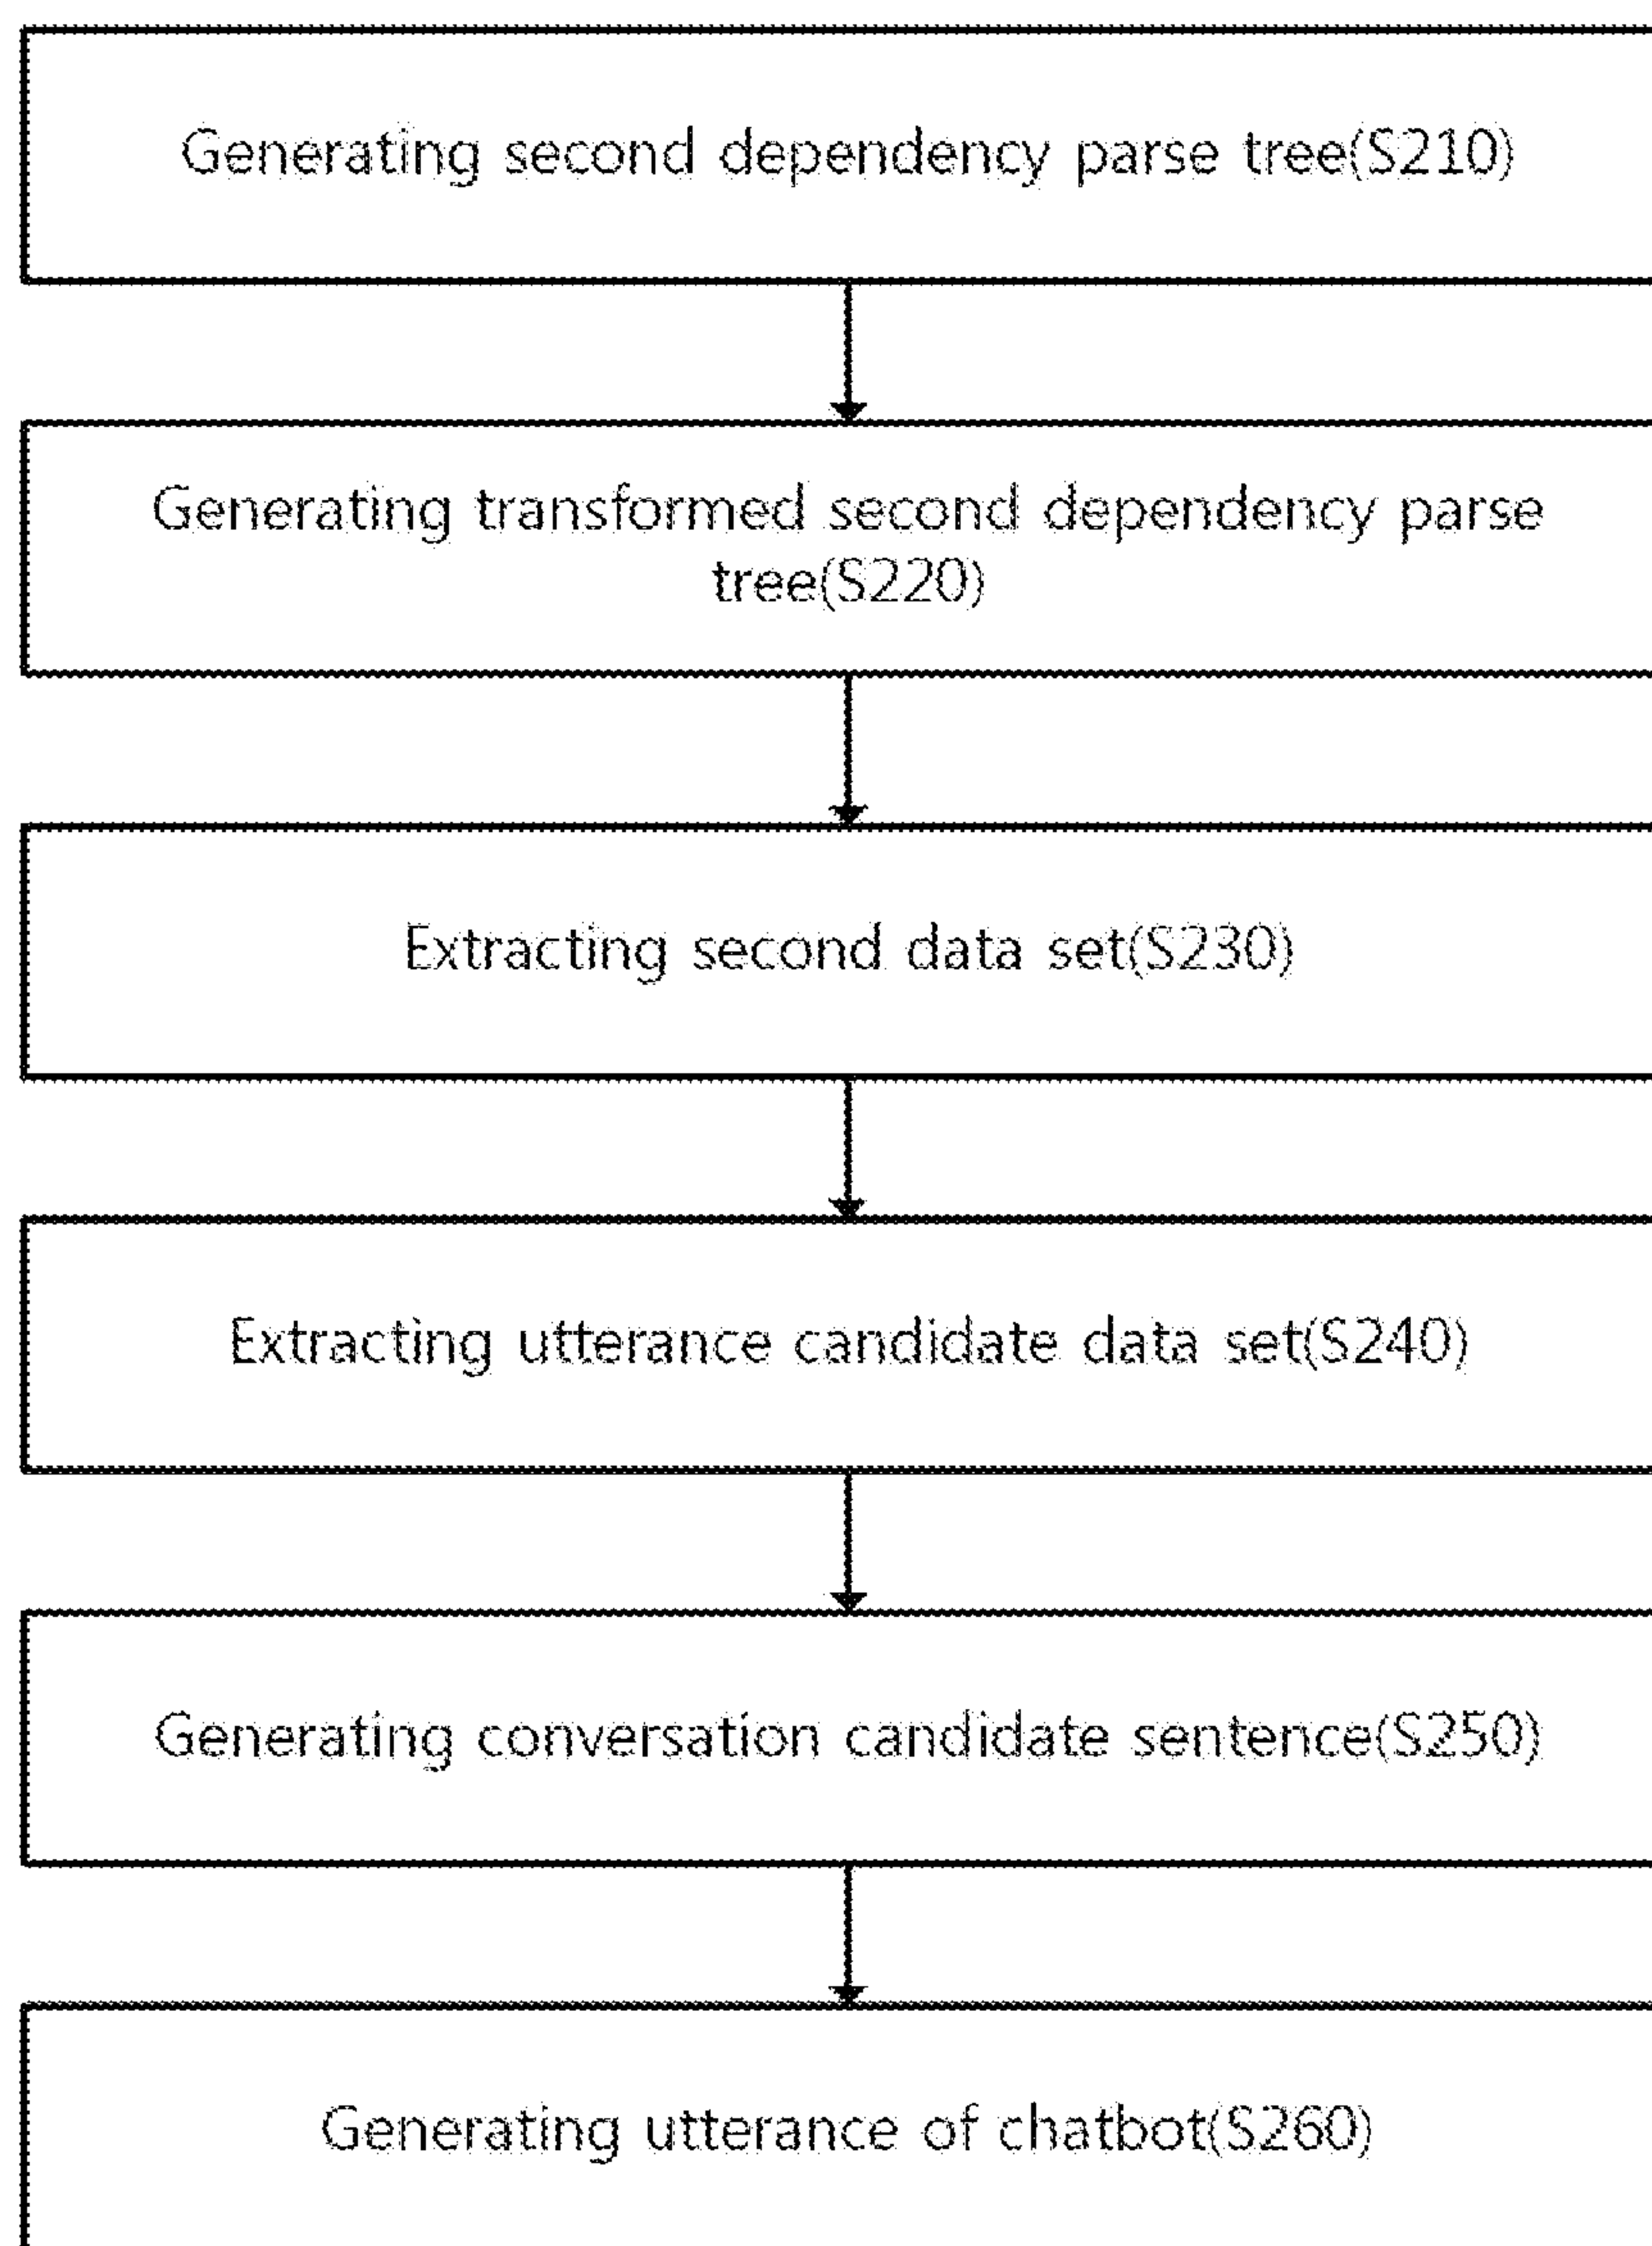 Generating second dependency parse tree(S210)
Generating transformed second dependency parse
tree(S220)
Extracting second data set(S230)
Extracting utterance candidate data set(S240)
Generating conversation candidate sentence(S250)
Generating utterance of chatbot(S260)